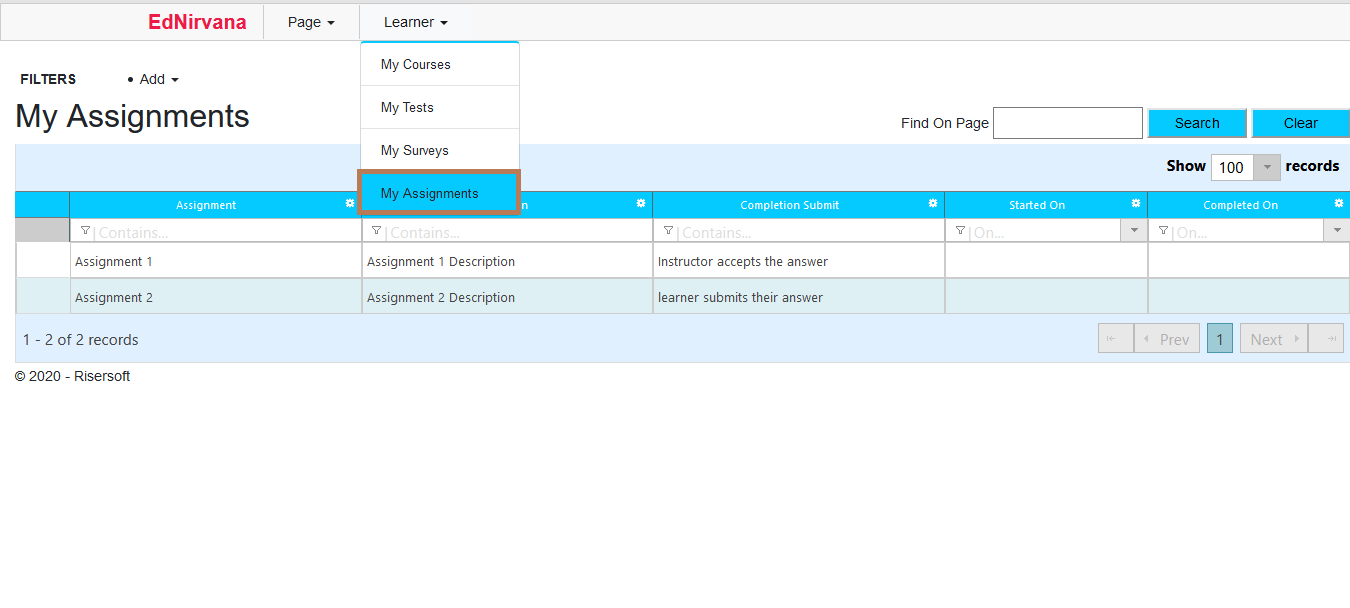 EdNirvana Page Learner
My Courses
My Tests
My Surveys
My Assignments
FILTERS • Add
My Assignments
Find On Page Search Clear
Show 100 records
Assignment n Completion Submit Started On Completed On
Contains... Contains... Contains... On... On...
Assignment 1 Assignment 1 Description Instructor accepts the answer
Assignment 2 Assignment 2 Description learner submits their answer
1 - 2 of 2 records Prev 1 Next
© 2020 - Risersoft